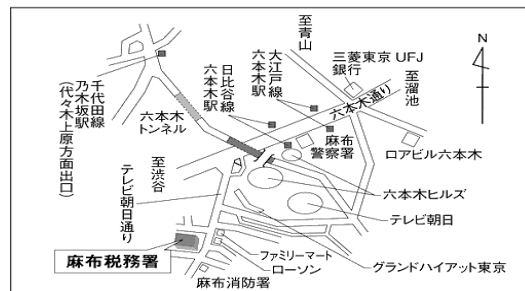 至青山
N
三菱東京 UFJ
銀行
至溜池
大江戸線
六本木駅
日比谷線
六本木駅
千代田線
乃木坂駅
(代々木上原方面出口)
六本木
トンネル
六本木通り
麻布
警察署
ロアビル六本木
至渋谷
テレビ朝日通り
六本木ヒルズ
テレビ朝日
麻布税務署
ファミリーマート
ローソン
グランドハイアット東京
麻布消防署